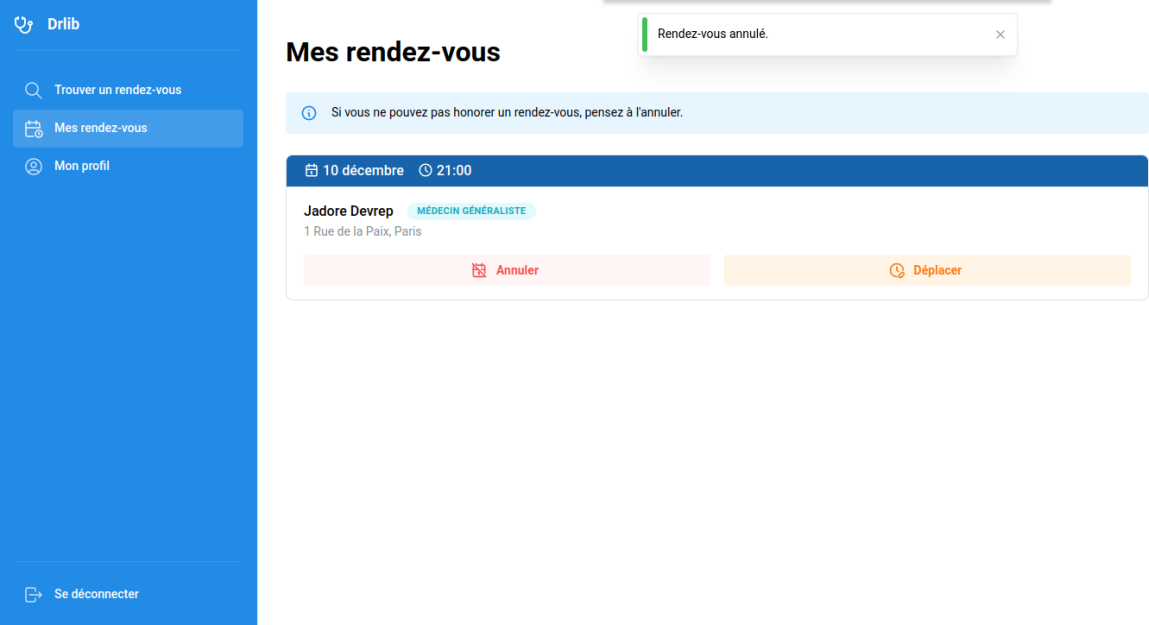 Drlib
Trouver un rendez-vous
Mes rendez-vous
Mon profil
Se déconnecter
Mes rendez-vous
Rendez-vous annulé.
Si vous ne pouvez pas honorer un rendez-vous, pensez à l'annuler.
10 décembre 21:00
Jadore Devrep MÉDECIN GÉNÉRALISTE
1 Rue de la Paix, Paris
Annuler Déplacer